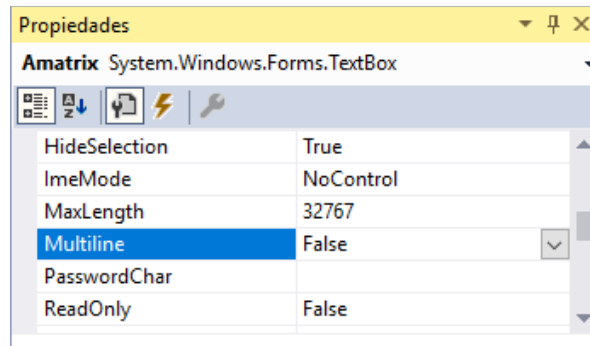 Propiedades
Amatrix System.Windows.Forms.TextBox
HideSelection True
ImeMode NoControl
MaxLength 32767
Multiline False
PasswordChar
ReadOnly False